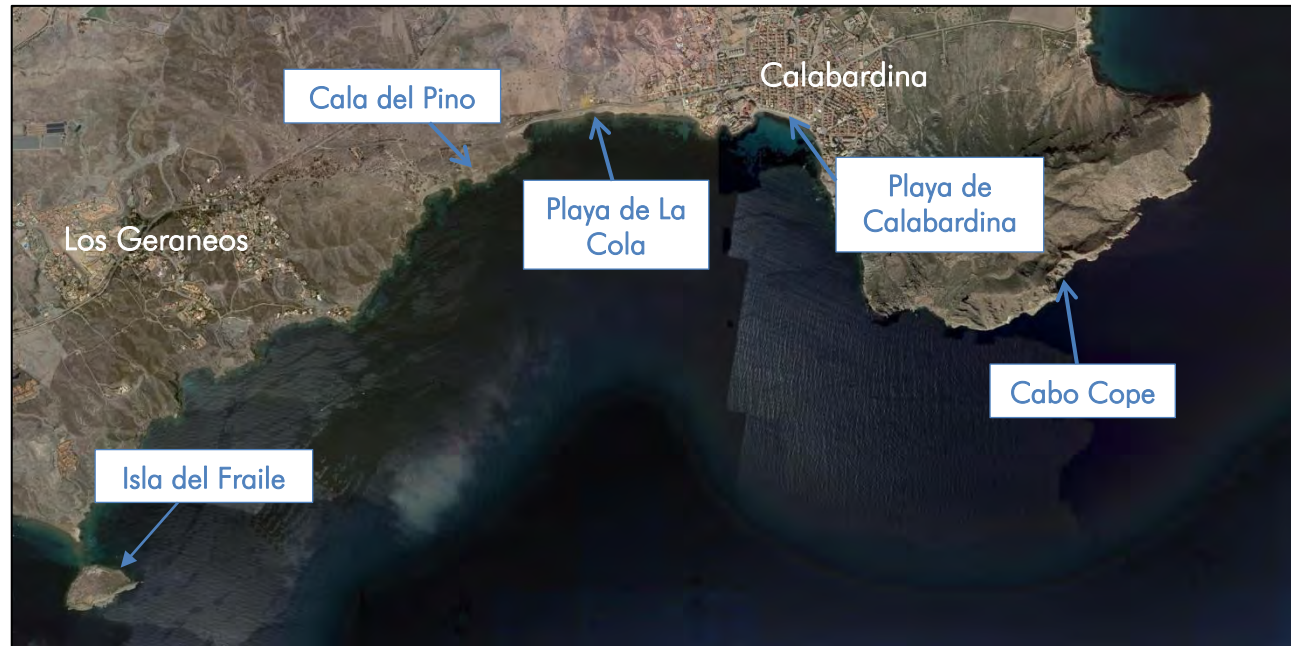 Calabardina
Cala del Pino
Playa de La
Cola
Playa de
Calabardina
Los Geraneos
Cabo Cope
Isla del Fraile